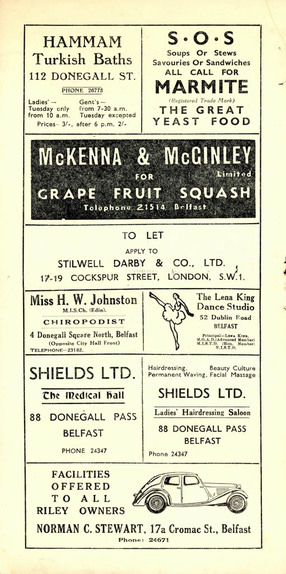 HAMMAM
Turkish Baths
112 DONEGALL ST.
PHONE 26778
Ladies'— Gent's—
Tuesday only from 7-30 a.m.
from 10 a.m. Tuesday excepted
Prices- 3/-, after 6 p.m. 2/-
S·O·S
Soups Or Stews
Savouries Or Sandwiches
ALL CALL FOR
MARMITE
(Registered Trade Mark)
THE GREAT
YEAST FOOD
McKENNA & McGINLEY
Limited
FOR
GRAPE FRUIT SQUASH
Telephone 21514 Belfast
TO LET
APPLY TO
STILWELL DARBY & CO., LTD.
17-19 COCKSPUR STREET, LONDON, S.W.1.
Miss H. W. Johnston
M.I.S.Ch. (Edin).
CHIROPODIST
4 Donegall Square North, Belfast
(Opposite City Hall Front)
TELEPHONE—23182.
The Lena King
Dance Studio
52 Dublin Road
BELFAST
Principal—Lena King,
SHIELDS LTD.
The Medical Hall
88 DONEGALL PASS
BELFAST
PHONE 24347
Hairdressing, Beauty Culture
Permanent Waving, Facial Massage
SHIELDS LTD.
Ladies' Hairdressing Saloon
88 DONEGALL PASS
BELFAST
Phone 24347
FACILITIES
OFFERED
TO ALL
RILEY OWNERS
NORMAN C. STEWART, 17a Cromac St., Belfast
Phone: 24671